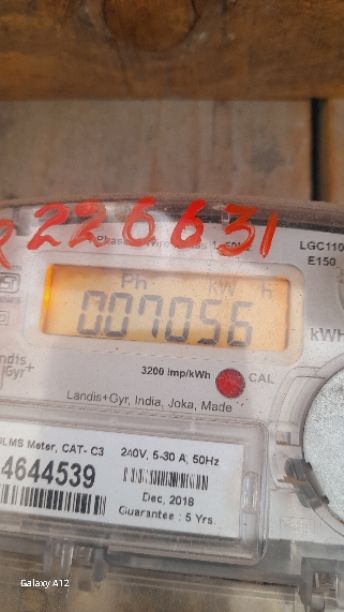 226631
LGC110
E150
Ph kW h
007056
kWh
Landis+
Gyr+
3200 imp/kWh CAL
Landis+Gyr, India, Joka, Made
DLMS Meter, CAT- C3 240V, 5-30 A, 50Hz
4644539
Dec, 2018
Guarantee : 5 Yrs.
Galaxy A12